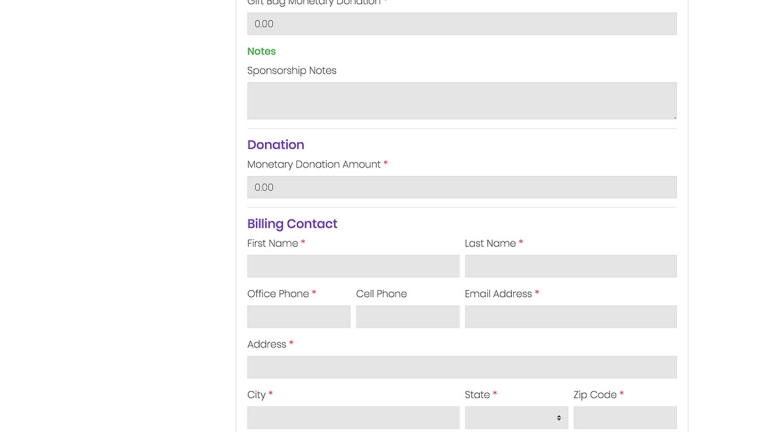 Gift Bag Monetary Donation *
0.00
Notes
Sponsorship Notes
Donation
Monetary Donation Amount *
0.00
Billing Contact
First Name * Last Name *
Office Phone * Cell Phone Email Address *
Address *
City * State * Zip Code *